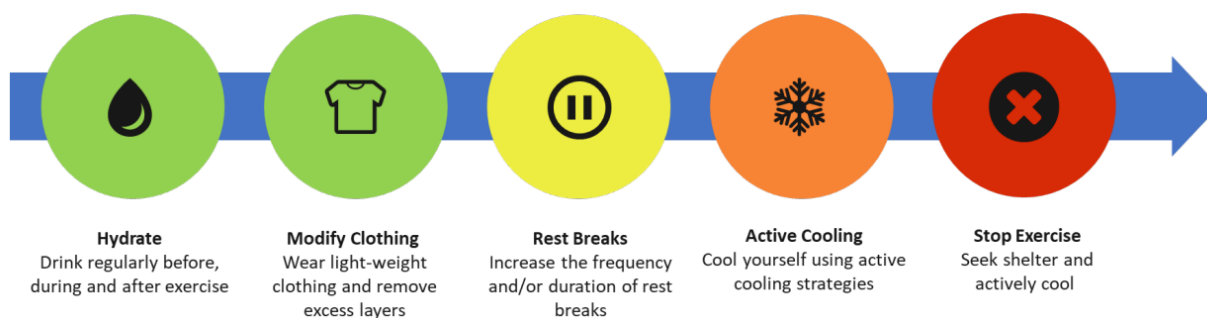 Hydrate
Drink regularly before,
during and after exercise
Modify Clothing
Wear light-weight
clothing and remove
excess layers
Rest Breaks
Increase the frequency
and/or duration of rest
breaks
Active Cooling
Cool yourself using active
cooling strategies
Stop Exercise
Seek shelter and
actively cool